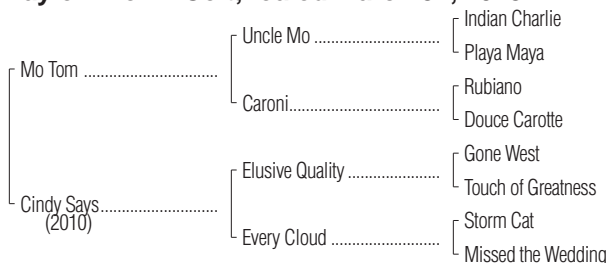 Indian Charlie
Uncle Mo
Playa Maya
Mo Tom
Rubiano
Caroni
Douce Carotte
Gone West
Elusive Quality
Touch of Greatness
Cindy Says
(2010)
Storm Cat
Every Cloud
Missed the Wedding